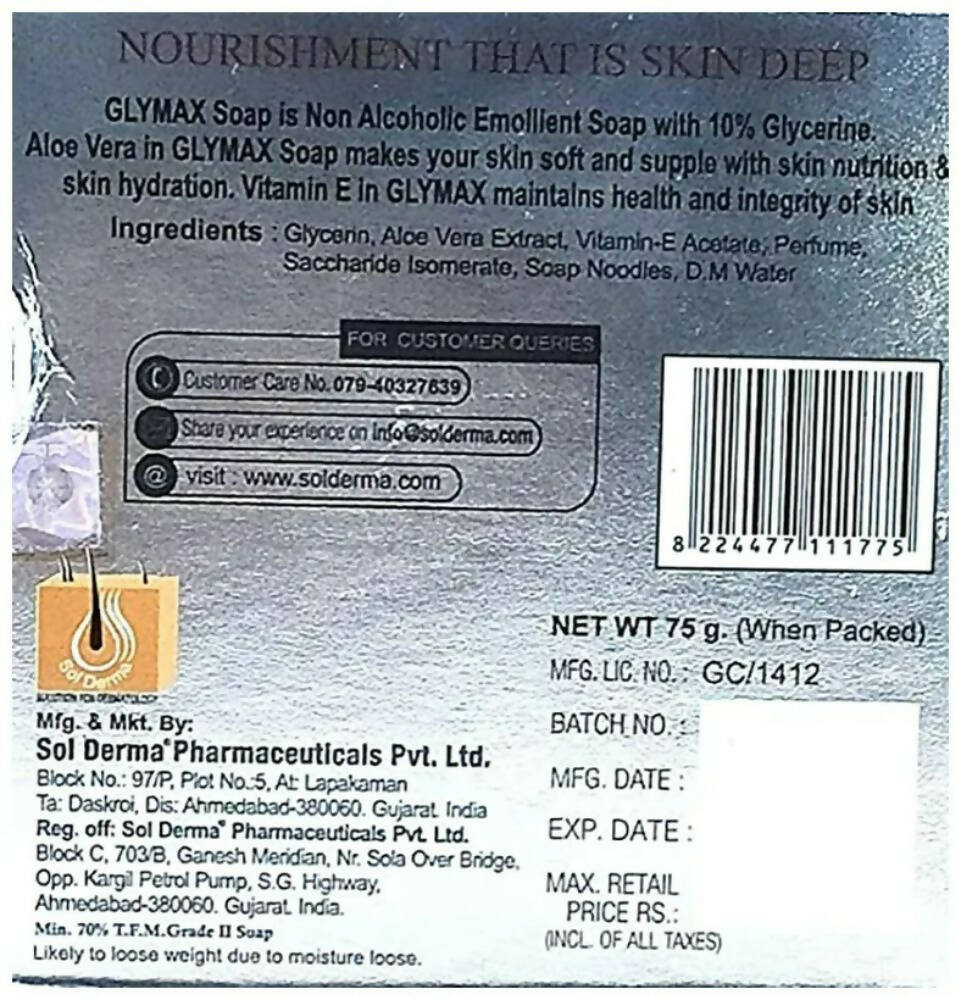 NOURISHMENT THAT IS SKIN DEEP
GLYMAX Soap is Non Alcoholic Emollient Soap with 10% Glycerine.
Aloe Vera in GLYMAX Soap makes your skin soft and supple with skin nutrition &
skin hydration. Vitamin E in GLYMAX maintains health and integrity of skin
Ingredients : Glycerin, Aloe Vera Extract, Vitamin-E Acetate, Perfume,
Saccharide Isomerate, Soap Noodles, D.M Water
FOR CUSTOMER QUERIES
Customer Care No. 079-40327639
Share your experience on info@solderma.com
@ visit : www.solderma.com
8 224477 111775
Sol Derma
SOLUTION FOR DERMATOLOGY
NET WT 75 g. (When Packed)
MFG. LIC. NO. : GC/1412
BATCH NO. :
MFG. DATE :
EXP. DATE :
MAX. RETAIL
PRICE RS.:
(INCL. OF ALL TAXES)
Mfg. & Mkt. By:
Sol Derma Pharmaceuticals Pvt. Ltd.
Block No.: 97/P, Plot No.:5, At: Lapakaman
Ta: Daskroi, Dis: Ahmedabad-380060. Gujarat. India
Reg. off: Sol Derma Pharmaceuticals Pvt. Ltd.
Block C, 703/B, Ganesh Meridian, Nr. Sola Over Bridge,
Opp. Kargil Petrol Pump, S.G. Highway,
Ahmedabad-380060. Gujarat. India.
Min. 70% T.F.M.Grade II Soap
Likely to loose weight due to moisture loose.